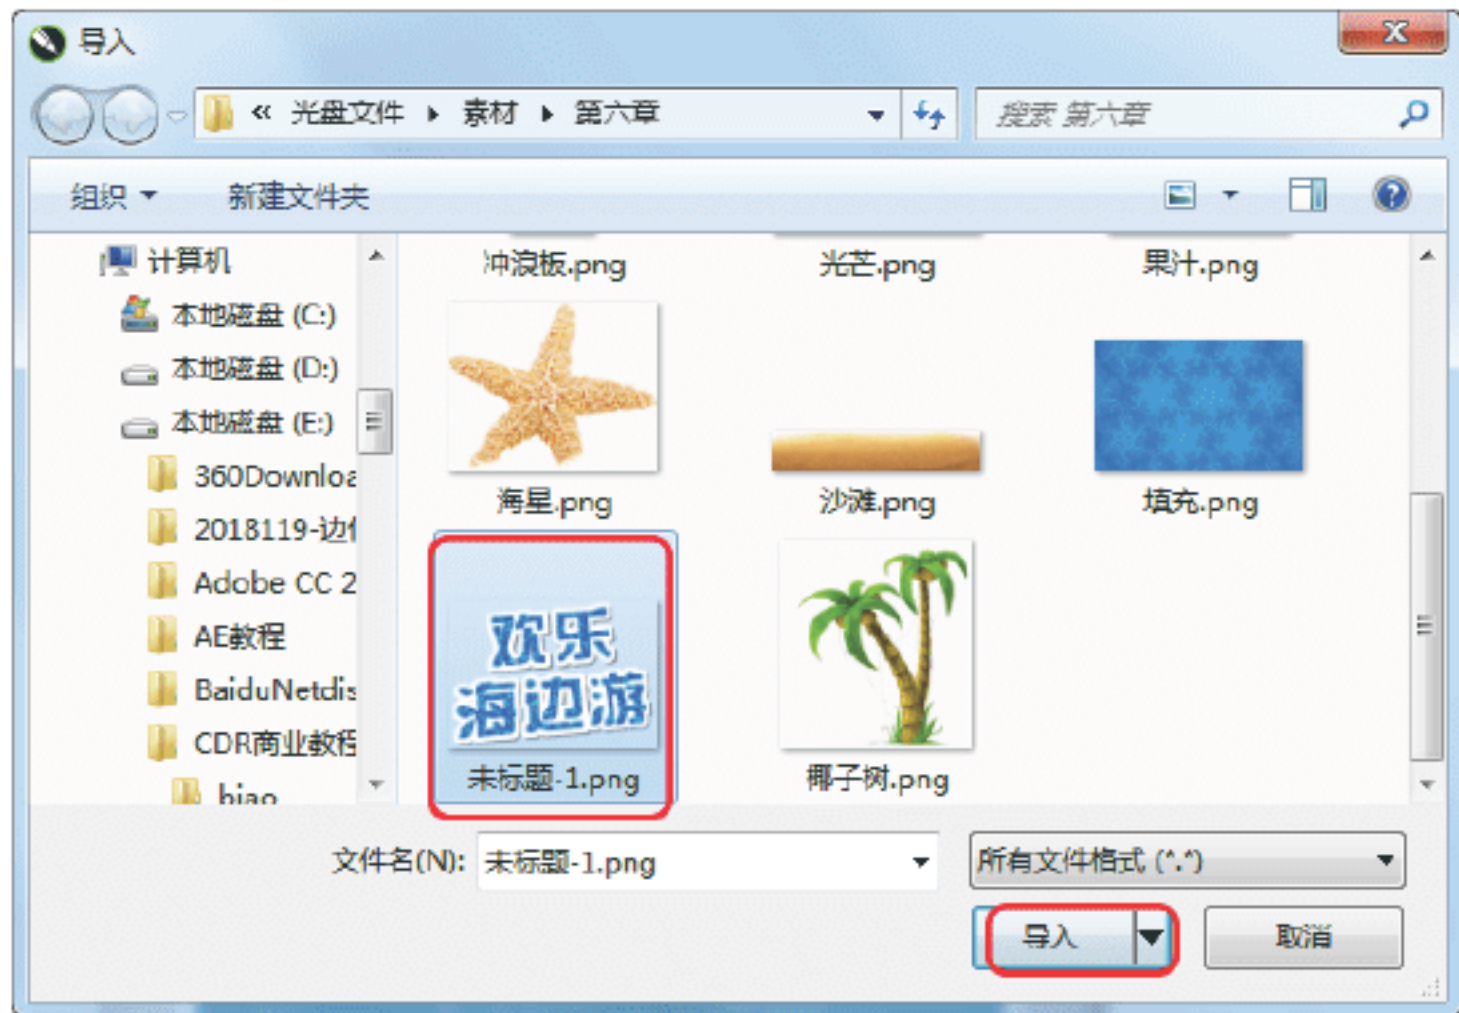 导入
« 光盘文件 ▸ 素材 ▸ 第六章
搜索 第六章
组织 新建文件夹
计算机
本地磁盘 (C:)
本地磁盘 (D:)
本地磁盘 (E:)
360Downloa
2018119-边
Adobe CC 2
AE教程
BaiduNetdis
CDR商业教程
biao
冲浪板.png
光芒.png
果汁.png
海星.png
沙滩.png
填充.png
欢乐
海边游
未标题-1.png
椰子树.png
文件名(N): 未标题-1.png
所有文件格式 (*.*)
导入
取消